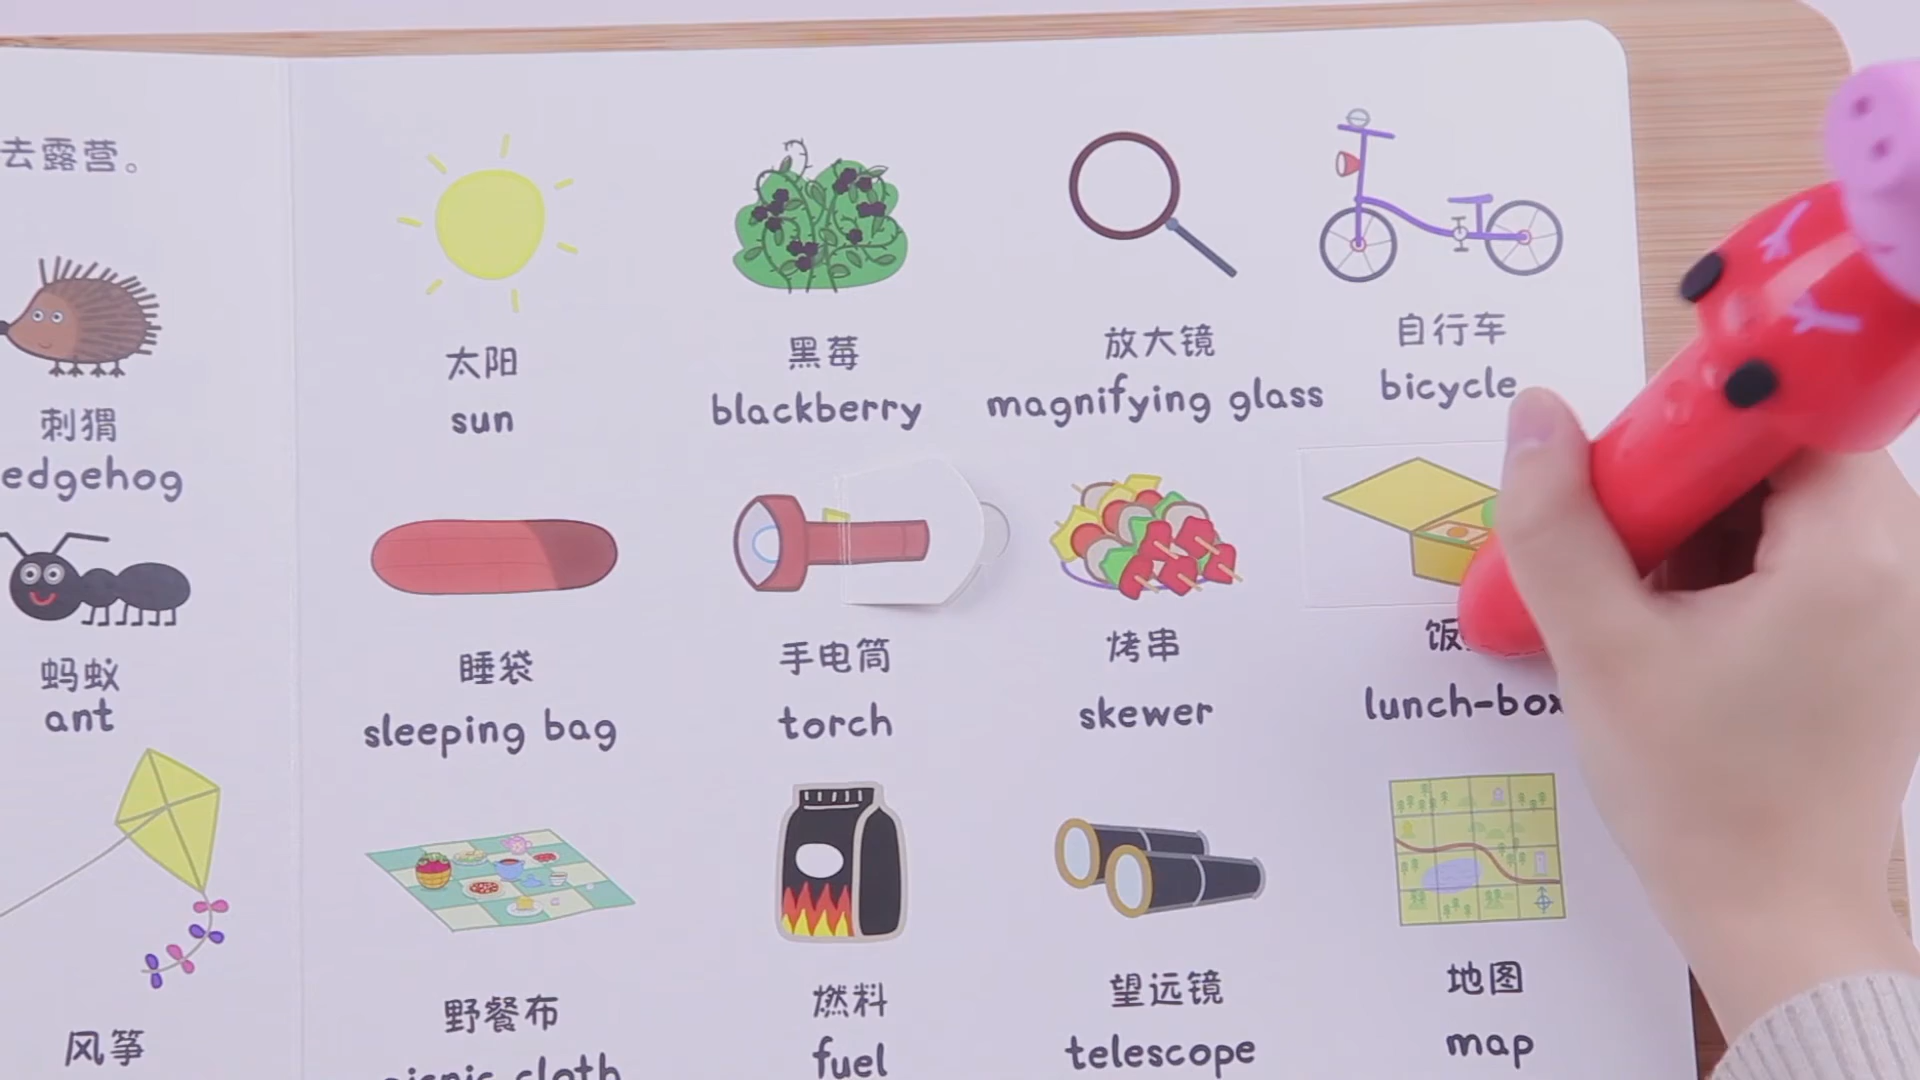 去露营。
刺猬
edgehog
蚂蚁
ant
风筝
太阳
sun
黑莓
blackberry
放大镜
magnifying glass
自行车
bicycle
睡袋
sleeping bag
手电筒
torch
烤串
skewer
饭
lunch-box
野餐布
picnic cloth
燃料
fuel
望远镜
telescope
地图
map